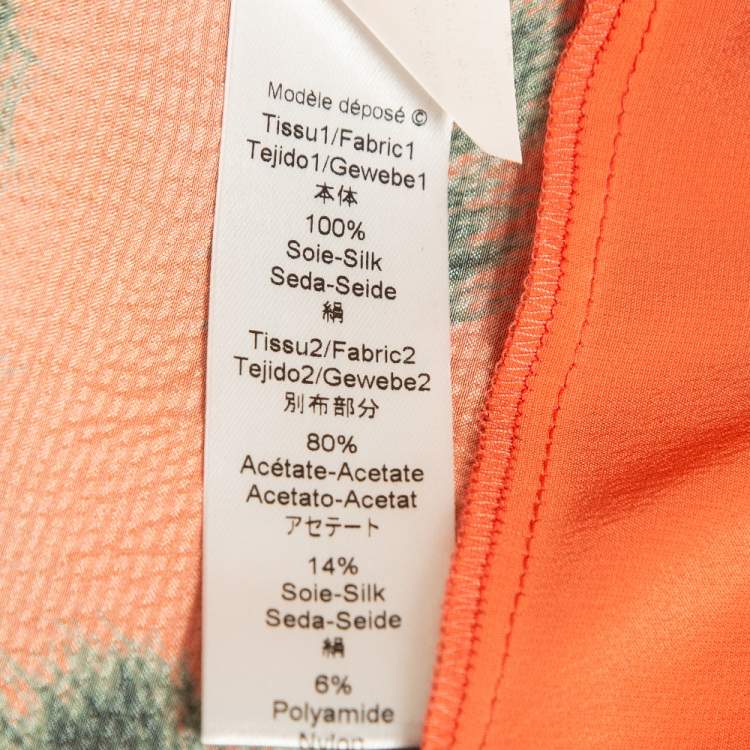 Modèle déposé ©
Tissu1/Fabric1
Tejido1/Gewebe1
本体
100%
Soie-Silk
Seda-Seide
絹
Tissu2/Fabric2
Tejido2/Gewebe2
別布部分
80%
Acétate-Acetate
Acetato-Acetat
アセテート
14%
Soie-Silk
Seda-Seide
絹
6%
Polyamide
Nylon